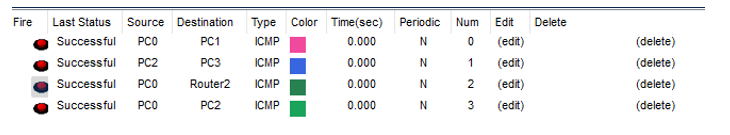 Fire Last Status Source Destination Type Color Time(sec) Periodic Num Edit Delete
Successful PC0 PC1 ICMP 0.000 N 0 (edit) (delete)
Successful PC2 PC3 ICMP 0.000 N 1 (edit) (delete)
Successful PC0 Router2 ICMP 0.000 N 2 (edit) (delete)
Successful PC0 PC2 ICMP 0.000 N 3 (edit) (delete)